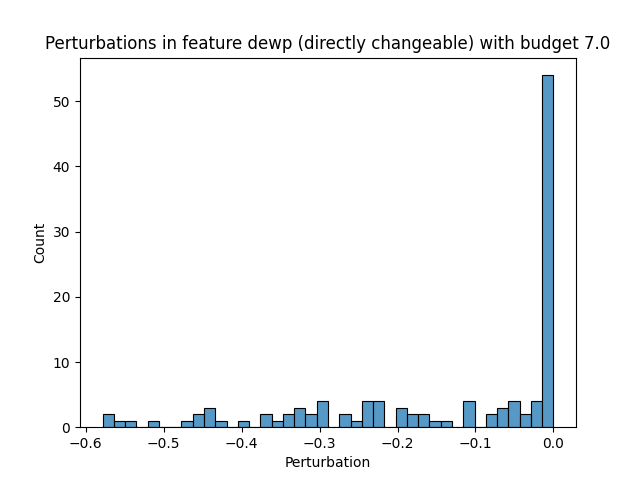 Perturbations in feature dewp (directly changeable) with budget 7.0
50
40
30
20
10
0
Count
−0.6 −0.5 −0.4 −0.3 −0.2 −0.1 0.0
Perturbation